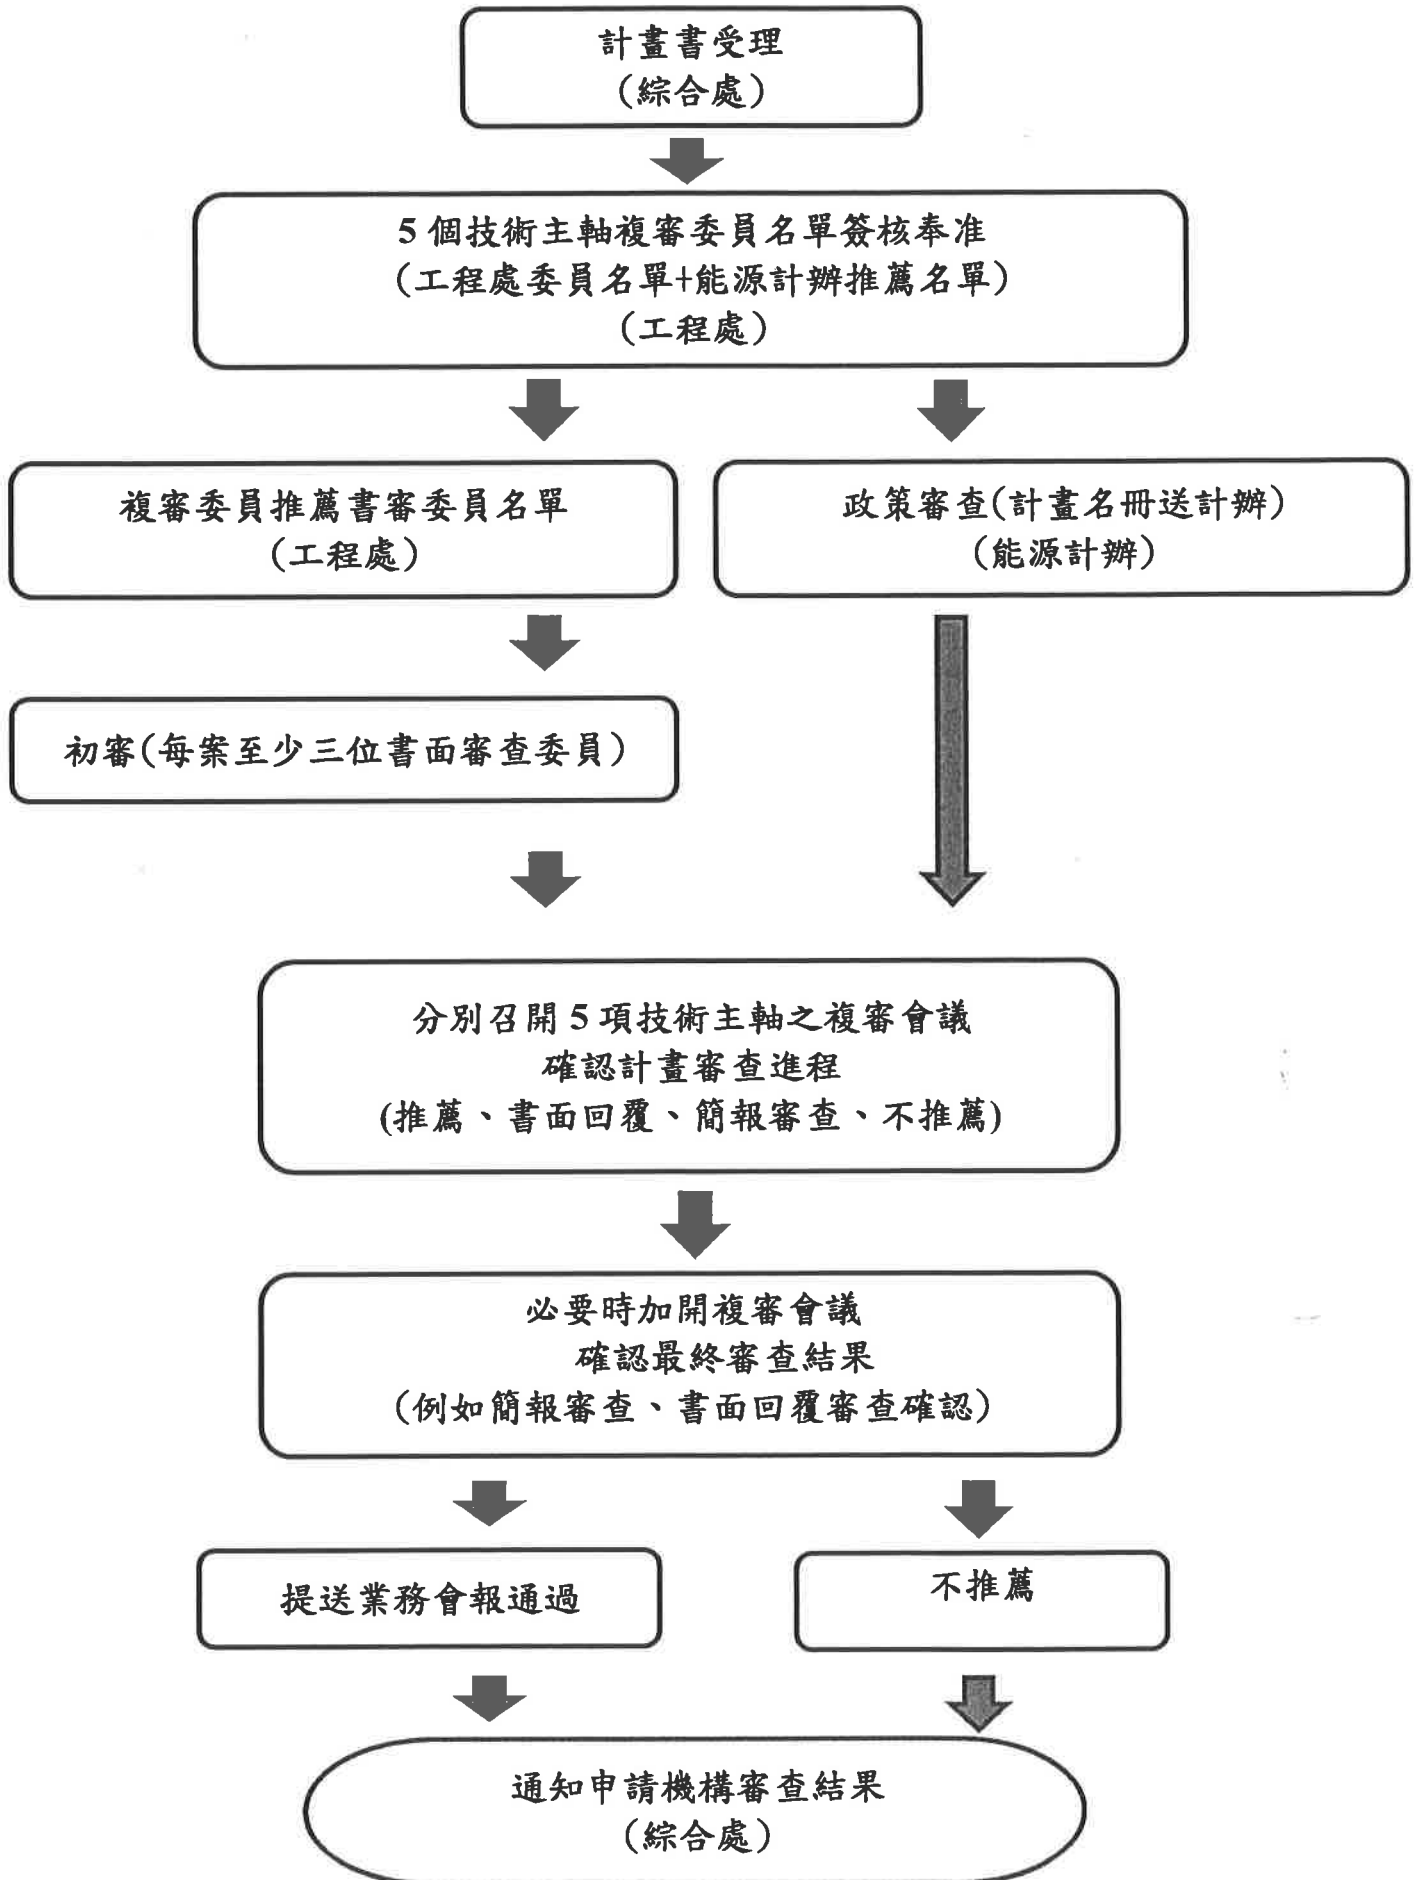 計畫書受理
(綜合處)
5 個技術主軸複審委員名單簽核奉准
(工程處委員名單+能源計辦推薦名單)
(工程處)
複審委員推薦書審委員名單
(工程處)
政策審查(計畫名冊送計辦)
(能源計辦)
初審(每案至少三位書面審查委員)
分別召開 5 項技術主軸之複審會議
確認計畫審查進程
(推薦、書面回覆、簡報審查、不推薦)
必要時加開複審會議
確認最終審查結果
(例如簡報審查、書面回覆審查確認)
提送業務會報通過
不推薦
通知申請機構審查結果
(綜合處)